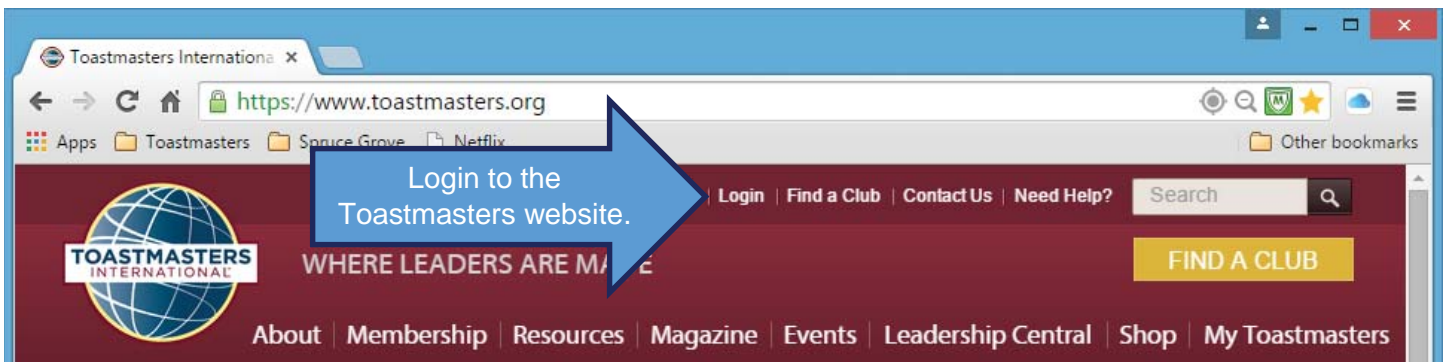 Toastmasters Internationa
https://www.toastmasters.org
Apps Toastmasters Spruce Grove Netflix Other bookmarks
Login to the
Toastmasters website.
Login | Find a Club | Contact Us | Need Help? Search
TOASTMASTERS
INTERNATIONAL
WHERE LEADERS ARE MA E
FIND A CLUB
About | Membership | Resources | Magazine | Events | Leadership Central | Shop | My Toastmasters